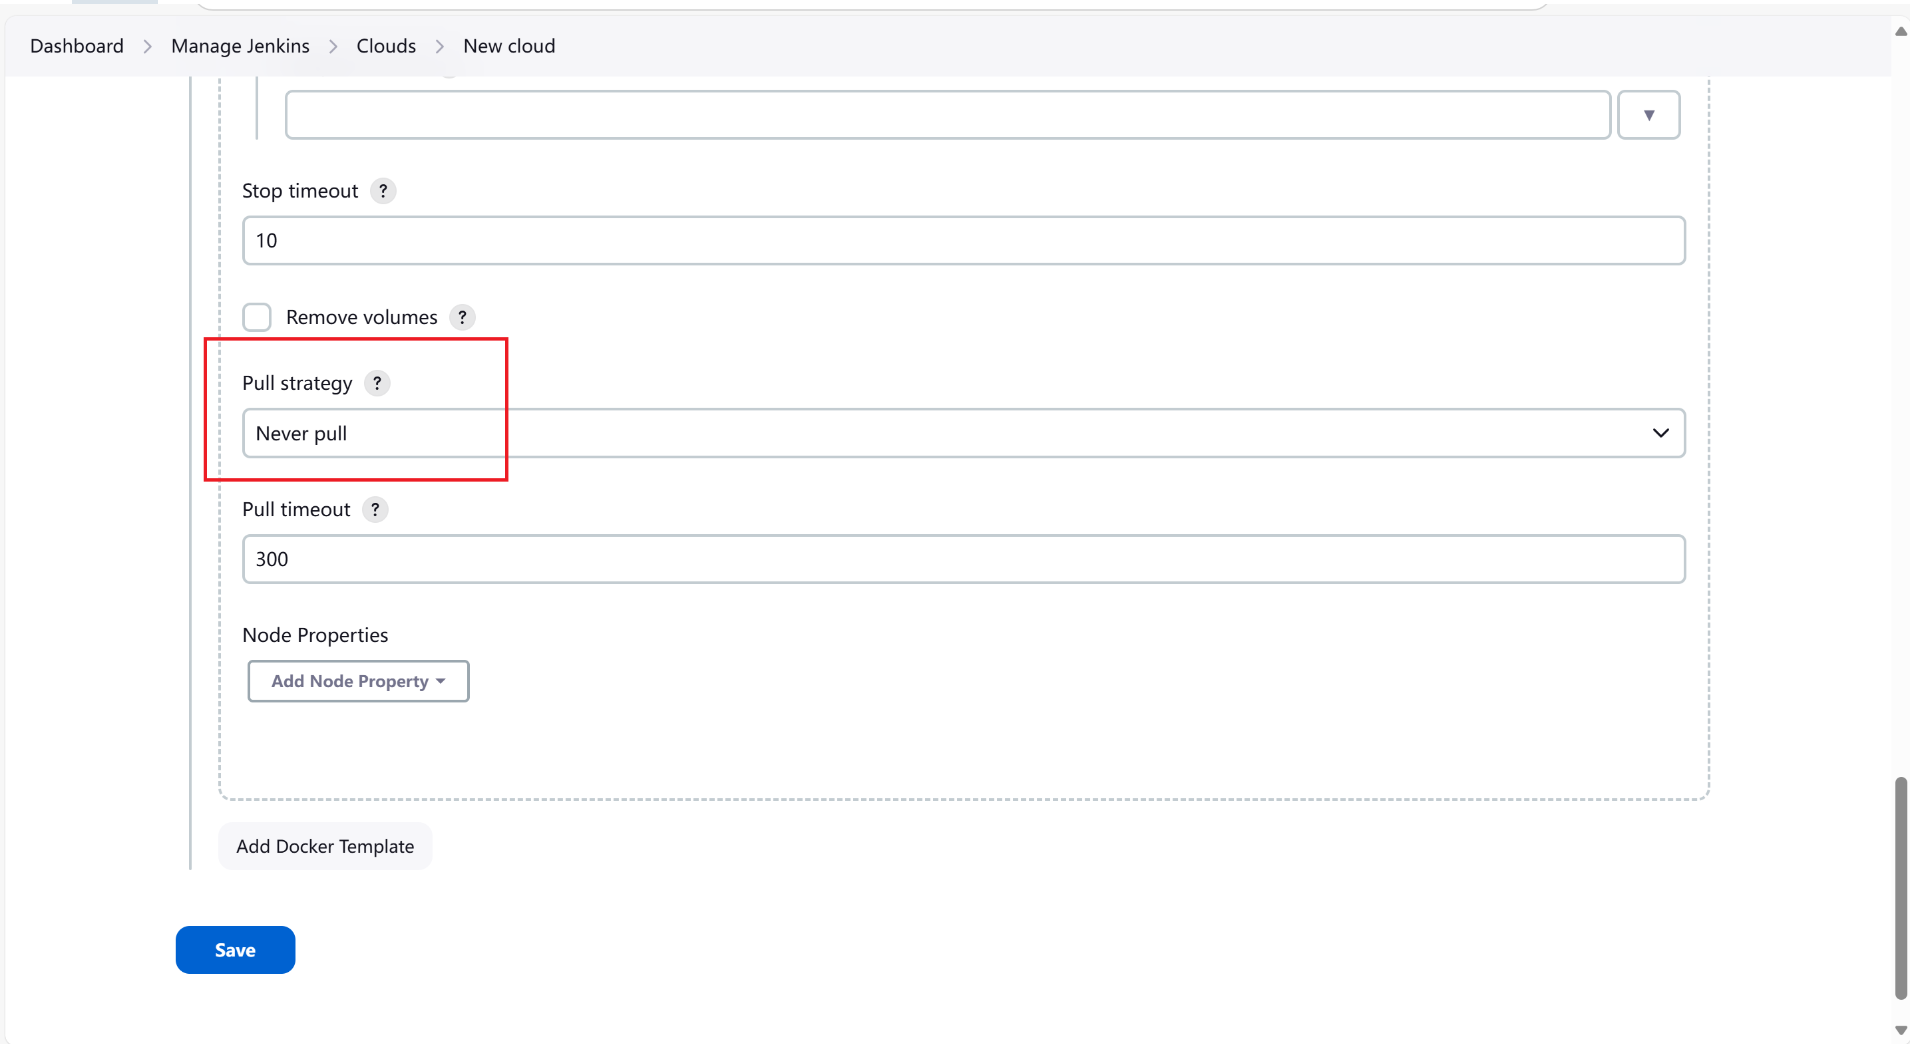 Dashboard > Manage Jenkins > Clouds > New cloud
Stop timeout ?
10
Remove volumes ?
Pull strategy ?
Never pull
Pull timeout ?
300
Node Properties
Add Node Property
Add Docker Template
Save